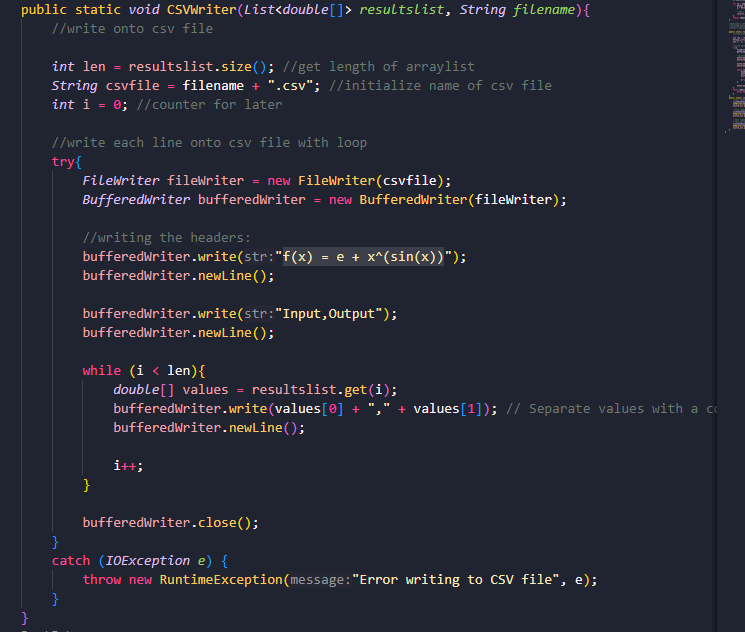 public static void CSVWriter(List<double[]> resultslist, String filename){
//write onto csv file
int len = resultslist.size(); //get length of arraylist
String csvfile = filename + ".csv"; //initialize name of csv file
int i = 0; //counter for later
//write each line onto csv file with loop
try{
FileWriter fileWriter = new FileWriter(csvfile);
BufferedWriter bufferedWriter = new BufferedWriter(fileWriter);
//writing the headers:
bufferedWriter.write(str:"f(x) = e + x^(sin(x))");
bufferedWriter.newLine();
bufferedWriter.write(str:"Input,Output");
bufferedWriter.newLine();
while (i < len){
double[] values = resultslist.get(i);
bufferedWriter.write(values[0] + "," + values[1]); // Separate values with a
bufferedWriter.newLine();
i++;
}
bufferedWriter.close();
}
catch (IOException e) {
throw new RuntimeException(message:"Error writing to CSV file", e);
}
}